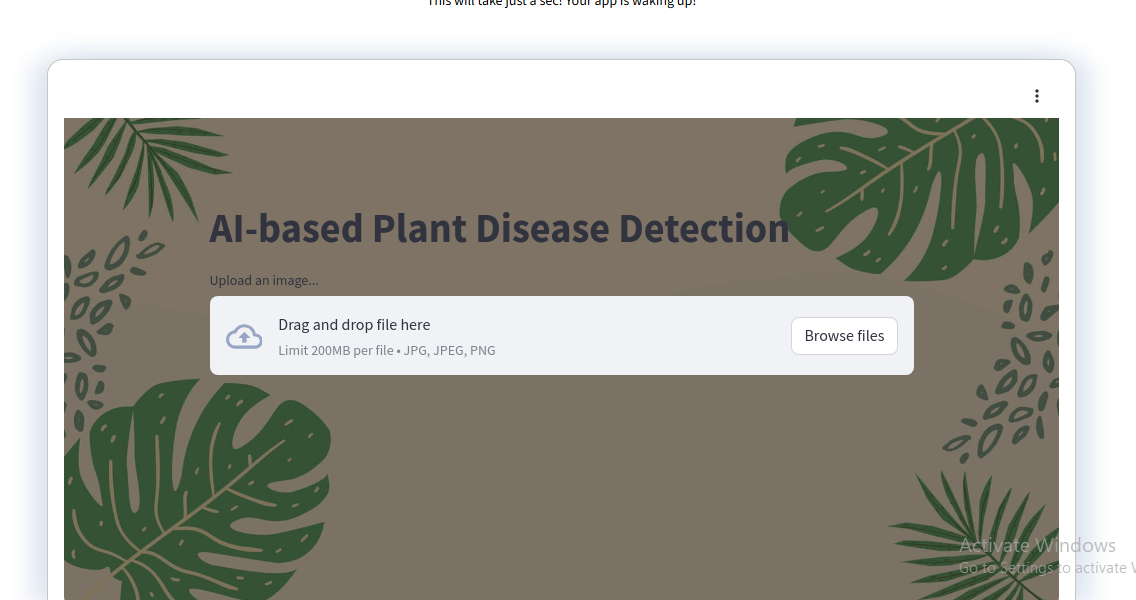 This will take just a sec! Your app is waking up!
AI-based Plant Disease Detection
Upload an image...
Drag and drop file here
Limit 200MB per file • JPG, JPEG, PNG
Browse files
Activate Windows
Go to Settings to activate W